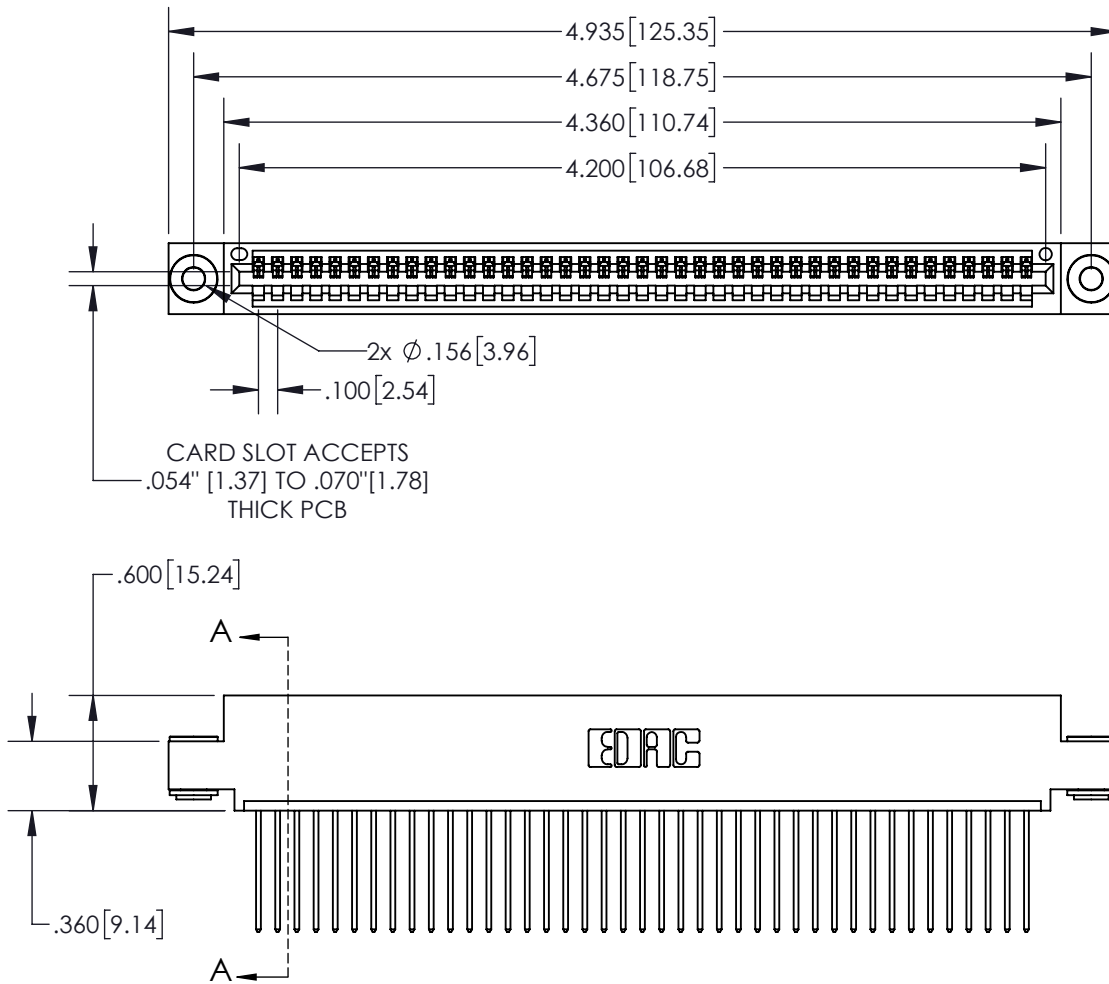 4.935[125.35]
4.675[118.75]
4.360[110.74]
4.200[106.68]
2x Ø .156[3.96]
.100[2.54]
CARD SLOT ACCEPTS
.054" [1.37] TO .070"[1.78]
THICK PCB
.600[15.24]
A
EDAC
.360[9.14]
A